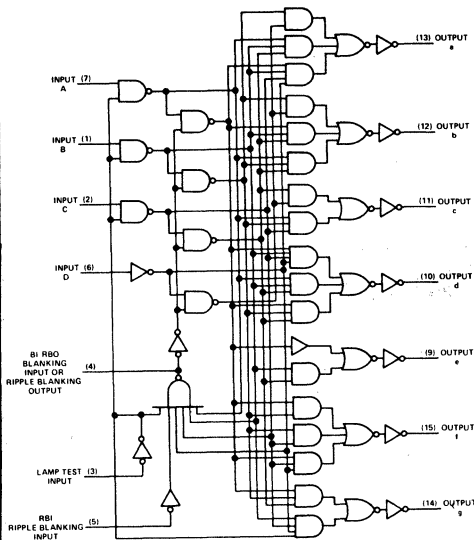 (13) OUTPUT
a
INPUT (7)
A
INPUT (1)
B
(12) OUTPUT
b
INPUT (2)
C
(11) OUTPUT
c
INPUT (6)
D
(10) OUTPUT
d
BI RBO
BLANKING (4)
INPUT OR
RIPPLE BLANKING
OUTPUT
(9) OUTPUT
e
(15) OUTPUT
f
LAMP TEST (3)
INPUT
(14) OUTPUT
g
RBI
RIPPLE BLANKING (5)
INPUT